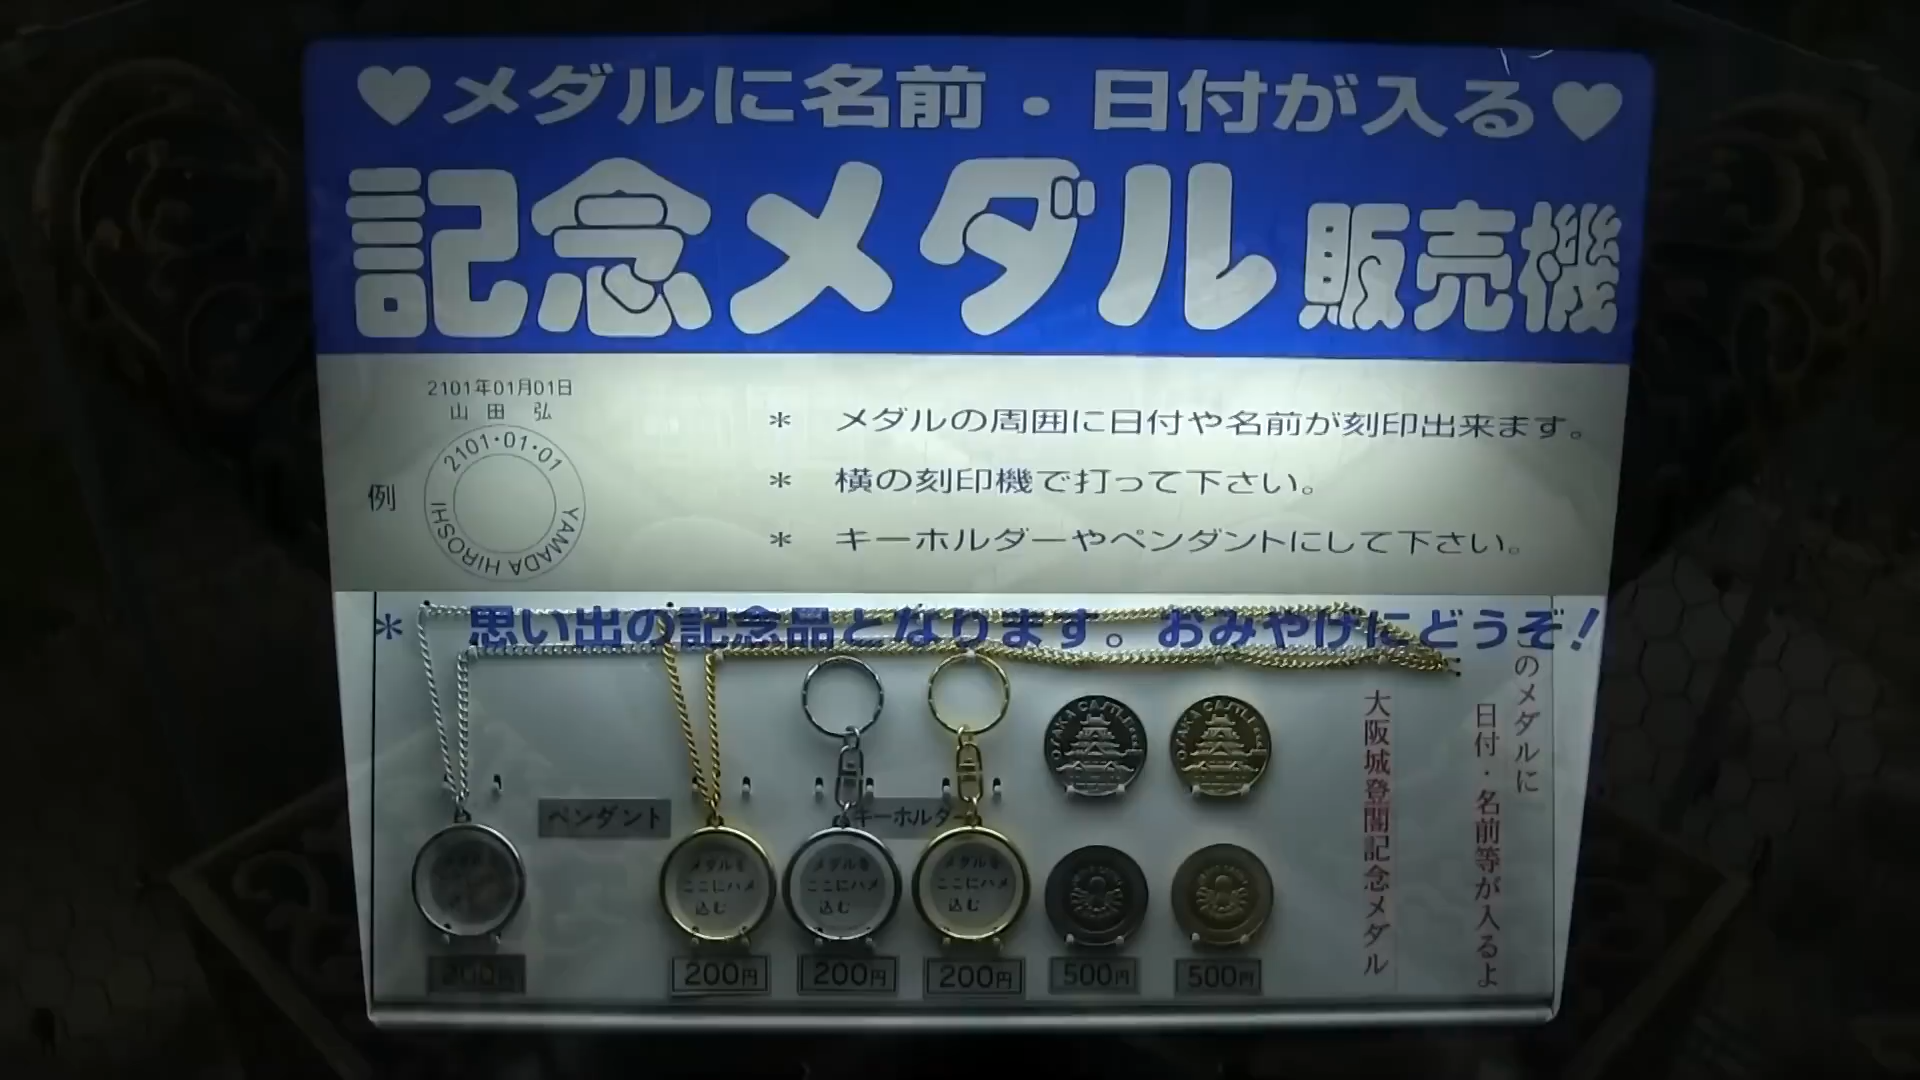 ♥メダルに名前・日付が入る♥
記念メダル 販売機
2101年01月01日
山田 弘
例
2101・01・01
YAMADA HIROSHI
* メダルの周囲に日付や名前が刻印出来ます。
* 横の刻印機で打って下さい。
* キーホルダーやペンダントにして下さい。
* 思い出の記念品となります。おみやげにどうぞ!
のメダルに
日付・名前等が入るよ
大阪城登閣記念メダル
OSAKA CASTLE
OSAKA CASTLE
ペンダント
キーホルダー
メダルを
ここにハメ
込む
メダルを
ここにハメ
込む
メダルを
ここにハメ
込む
200円
200円
200円
200円
500円
500円